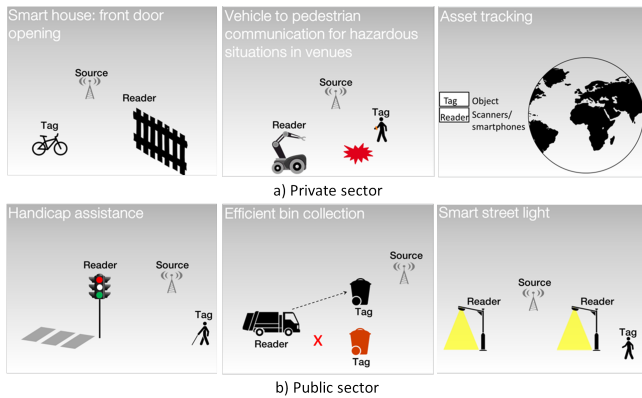 Smart house: front door
opening
Source
Reader
Tag
Vehicle to pedestrian
communication for hazardous
situations in venues
Source
Tag
Reader
Asset tracking
Tag Object
Reader Scanners/
smartphones
a) Private sector
Handicap assistance
Reader
Source
Tag
Efficient bin collection
Source
Tag
Reader
X
Tag
Smart street light
Source
Reader
Reader
Tag
b) Public sector